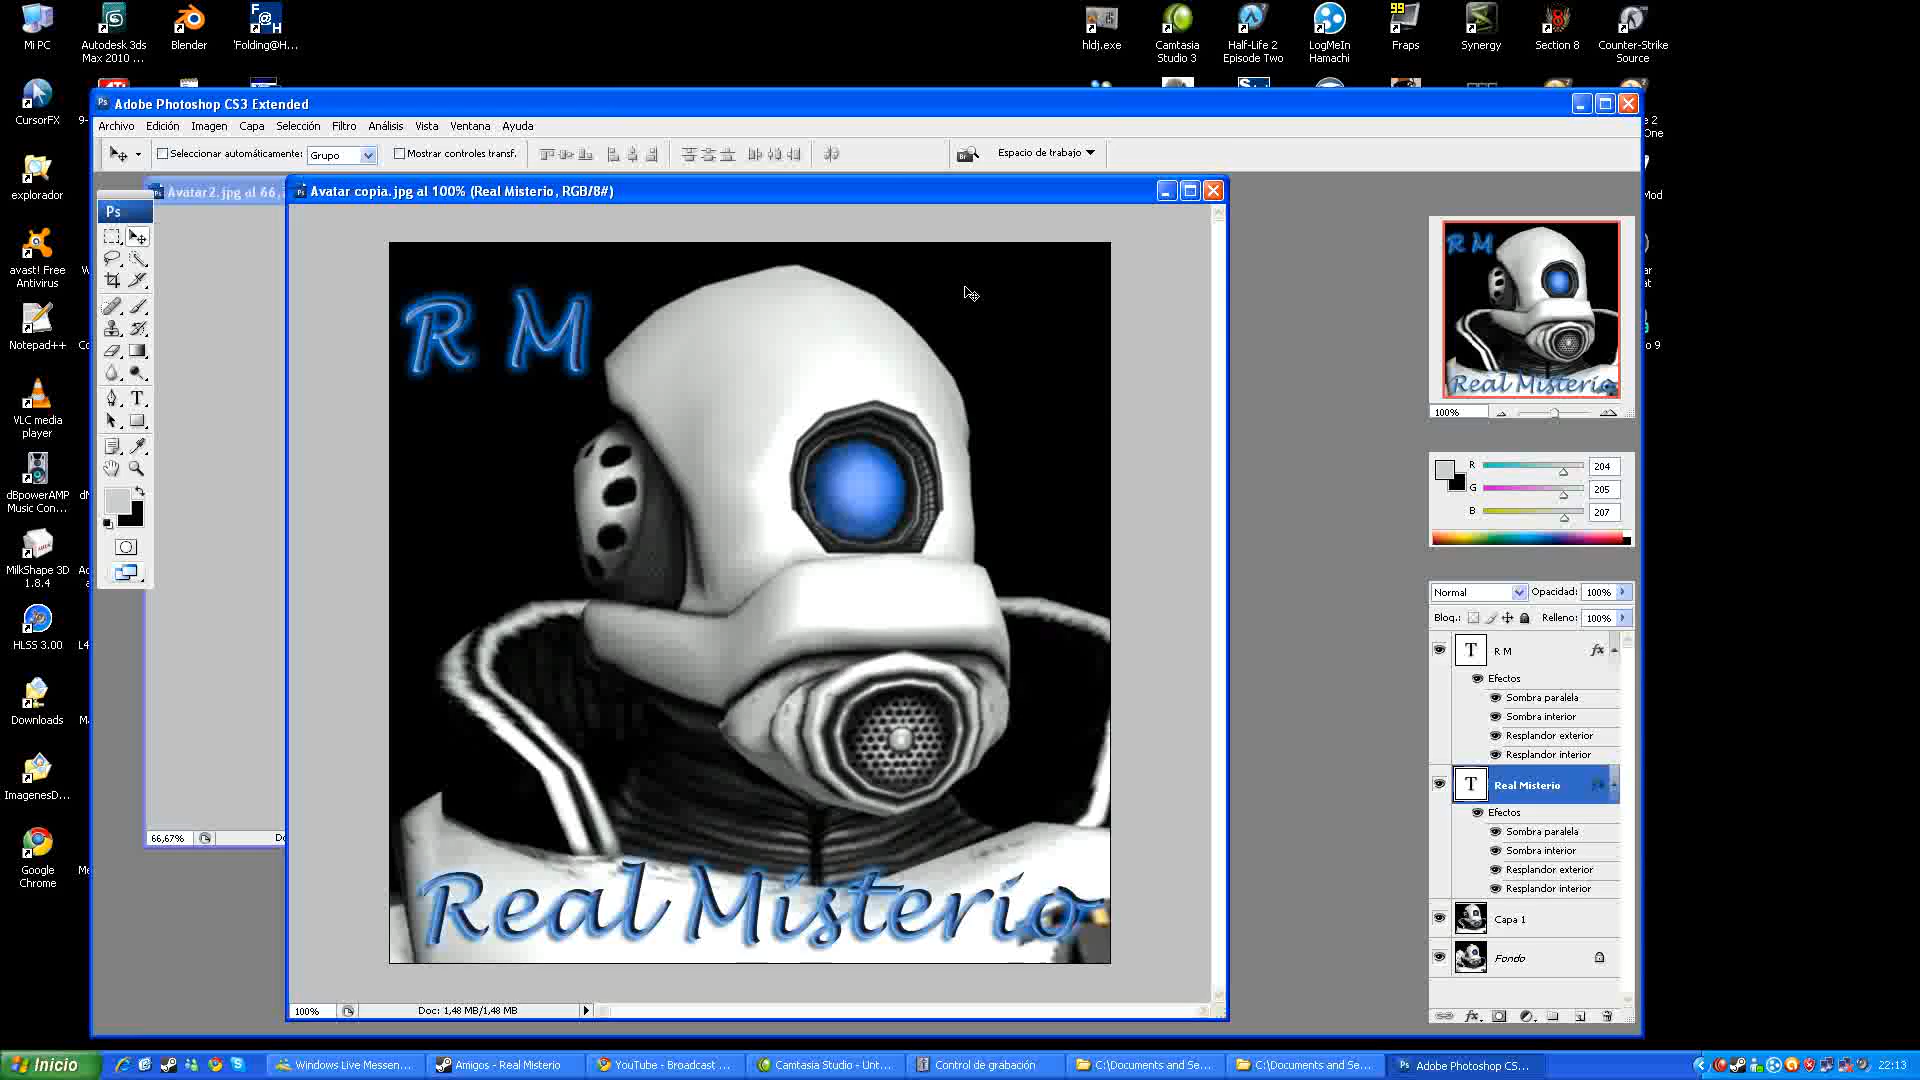 Mi PC
Autodesk 3ds
Max 2010 ...
Blender
'Folding@H...
hldj.exe
Camtasia
Studio 3
Half-Life 2
Episode Two
LogMeIn
Hamachi
Fraps
99
Synergy
Section 8
Counter-Strike
Source
CursorFX
explorador
avast! Free
Antivirus
Notepad++
VLC media
player
dBpowerAMP
Music Con...
MilkShape 3D
1.8.4
HLSS 3.00
Downloads
ImagenesD...
Google
Chrome
Adobe Photoshop CS3 Extended
Archivo Edición Imagen Capa Selección Filtro Análisis Vista Ventana Ayuda
Seleccionar automáticamente: Grupo Mostrar controles transf. Espacio de trabajo
Avatar2.jpg al 66,
Avatar copia.jpg al 100% (Real Misterio, RGB/8#)
Ps
R M
Real Misterio
66,67%
100% Doc: 1,48 MB/1,48 MB
R M
Real Misterio
100%
R 204
G 205
B 207
Normal Opacidad: 100%
Bloq.: Relleno: 100%
T R M fx
Efectos
Sombra paralela
Sombra interior
Resplandor exterior
Resplandor interior
T Real Misterio fx
Efectos
Sombra paralela
Sombra interior
Resplandor exterior
Resplandor interior
Capa 1
Fondo
Inicio
Windows Live Messen...
Amigos - Real Misterio
YouTube - Broadcast ...
Camtasia Studio - Unt...
Control de grabación
C:\Documents and Se...
C:\Documents and Se...
Adobe Photoshop CS...
22:13